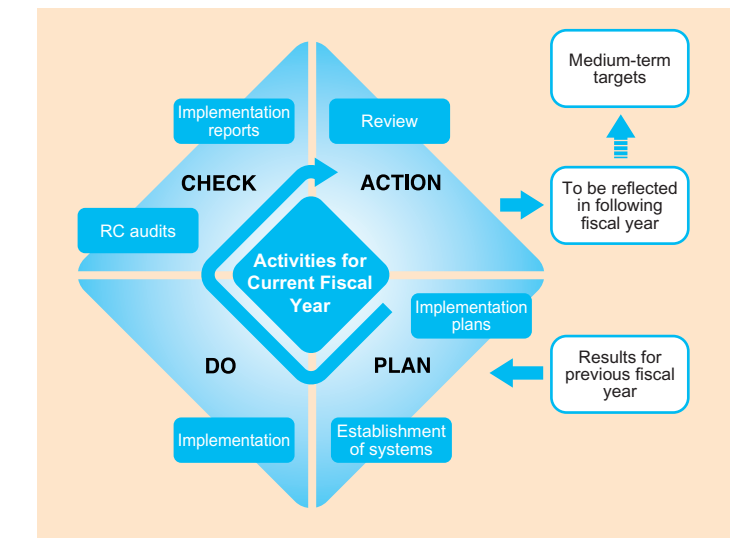 Medium-term
targets
Implementation
reports
Review
CHECK
ACTION
To be reflected
in following
fiscal year
RC audits
Activities for
Current Fiscal
Year
Implementation
plans
DO
PLAN
Results for
previous fiscal
year
Implementation
Establishment
of systems